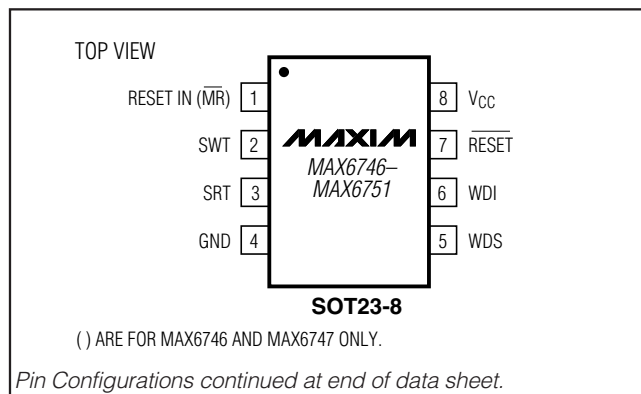 TOP VIEW
RESET IN (M̅R̅) 1
8 VCC
SWT 2
MAXIM
7 R̅E̅S̅E̅T̅
MAX6746–
MAX6751
SRT 3
6 WDI
GND 4
5 WDS
SOT23-8
( ) ARE FOR MAX6746 AND MAX6747 ONLY.
Pin Configurations continued at end of data sheet.